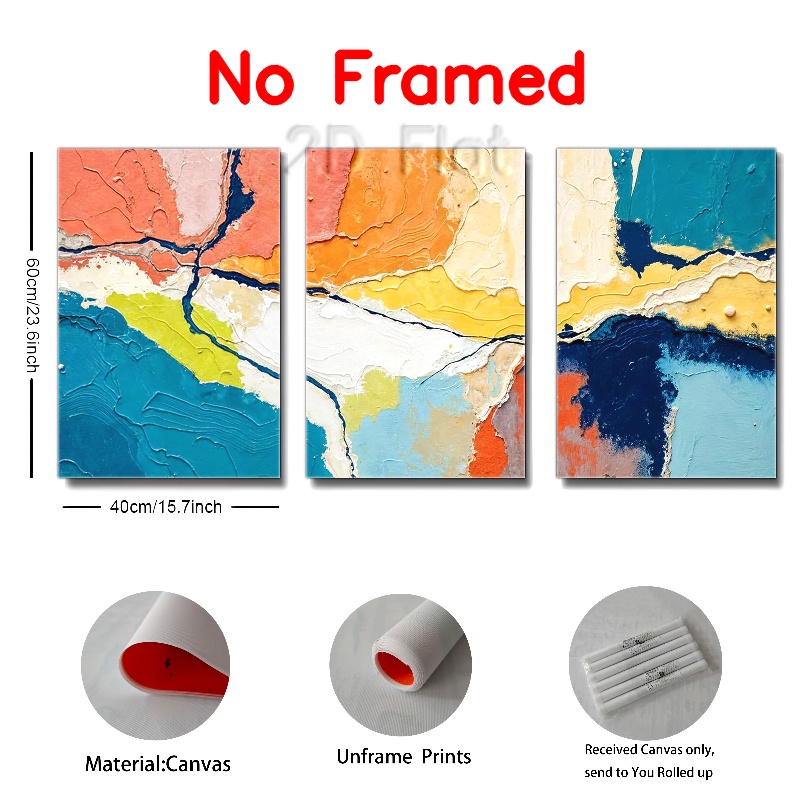 No Framed
2D Flat
60cm/23.6inch
40cm/15.7inch
Material:Canvas
Unframe Prints
Received Canvas only,
send to You Rolled up